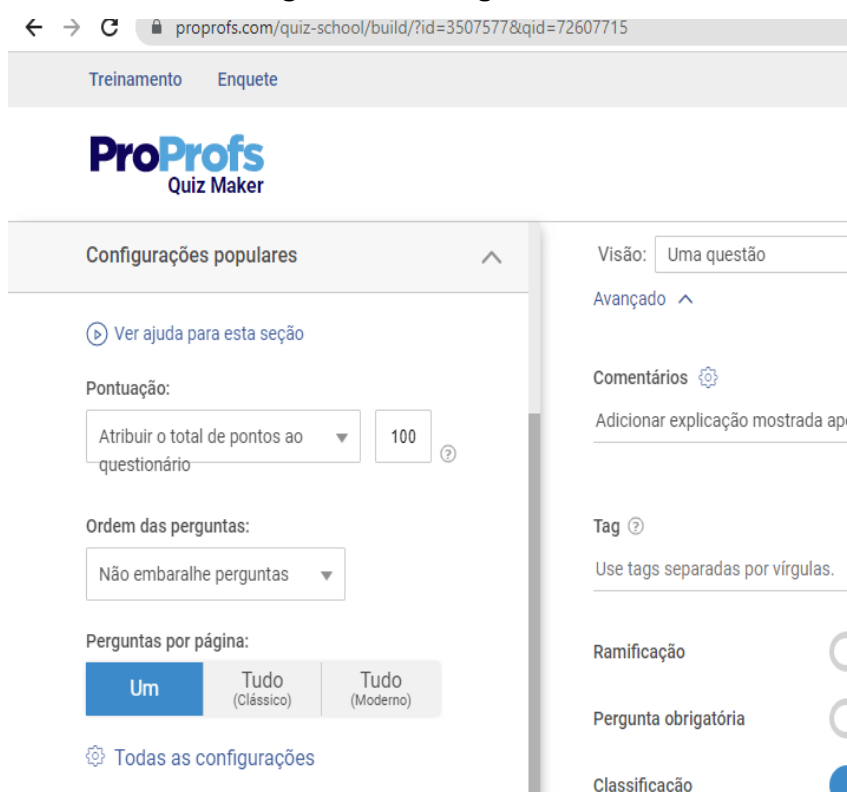 proprofs.com/quiz-school/build/?id=3507577&qid=72607715
Treinamento Enquete
ProProfs
Quiz Maker
Configurações populares
Ver ajuda para esta seção
Pontuação:
Atribuir o total de pontos ao
questionário
100
Ordem das perguntas:
Não embaralhe perguntas
Perguntas por página:
Um
Tudo
(Clássico)
Tudo
(Moderno)
Todas as configurações
Visão: Uma questão
Avançado
Comentários
Adicionar explicação mostrada
Tag
Use tags separadas por vírgulas.
Ramificação
Pergunta obrigatória
Classificação